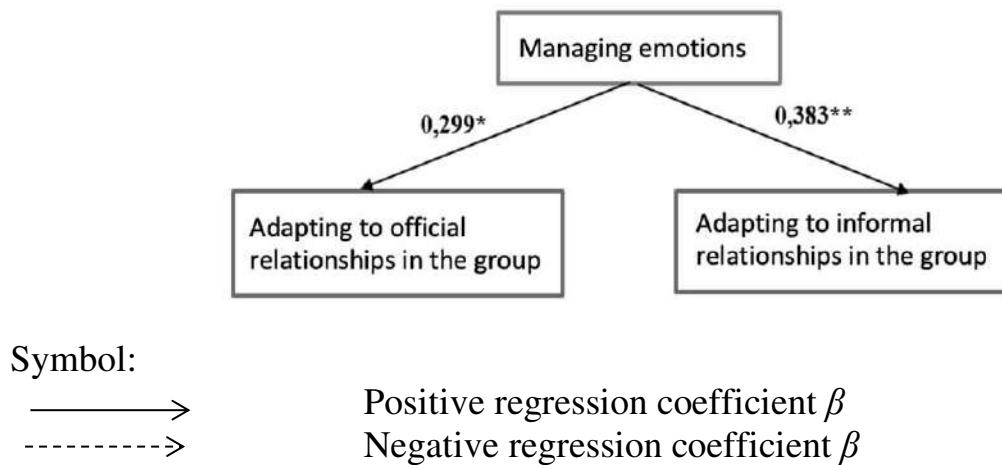 Managing emotions
0,299*
0,383**
Adapting to official
relationships in the group
Adapting to informal
relationships in the group
Symbol:
Positive regression coefficient β
Negative regression coefficient β